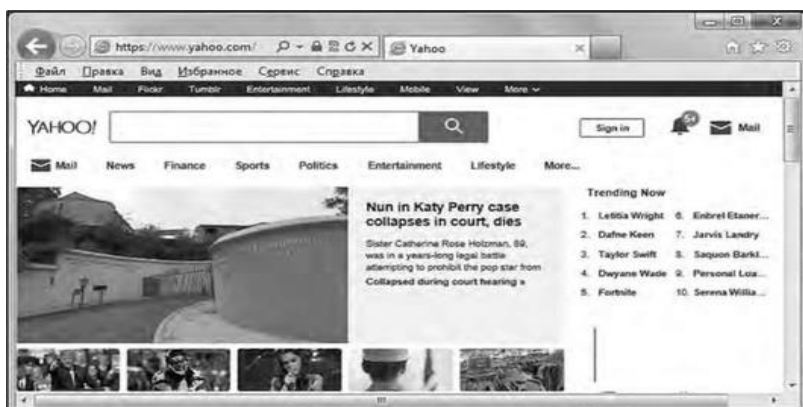 https://www.yahoo.com/
Yahoo
Файл Правка Вид Избранное Сервис Справка
Home Mail Flickr Tumblr Entertainment Lifestyle Mobile View More
YAHOO!
Sign in
Mail
Mail News Finance Sports Politics Entertainment Lifestyle More...
Nun in Katy Perry case
collapses in court, dies
Sister Catherine Rose Holzman, 89,
was in a years-long legal battle
attempting to prohibit the pop star from
Collapsed during court hearing »
Trending Now
1. Letitia Wright 6. Enbrel Etaner...
2. Dafne Keen 7. Jarvis Landry
3. Taylor Swift 8. Saquon Barkl...
4. Dwyane Wade 9. Personal Loa...
5. Fortnite 10. Serena Willia...